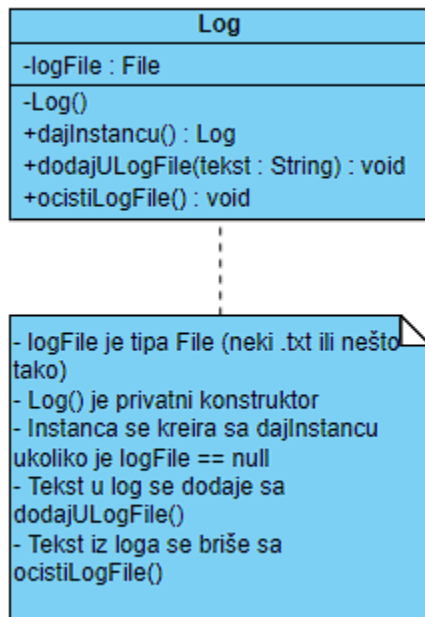 Log
-logFile : File
-Log()
+dajInstancu() : Log
+dodajULogFile(tekst : String) : void
+ocistiLogFile() : void
- logFile je tipa File (neki .txt ili nešto
tako)
- Log() je privatni konstruktor
- Instanca se kreira sa dajInstancu
ukoliko je logFile == null
- Tekst u log se dodaje sa
dodajULogFile()
- Tekst iz loga se briše sa
ocistiLogFile()